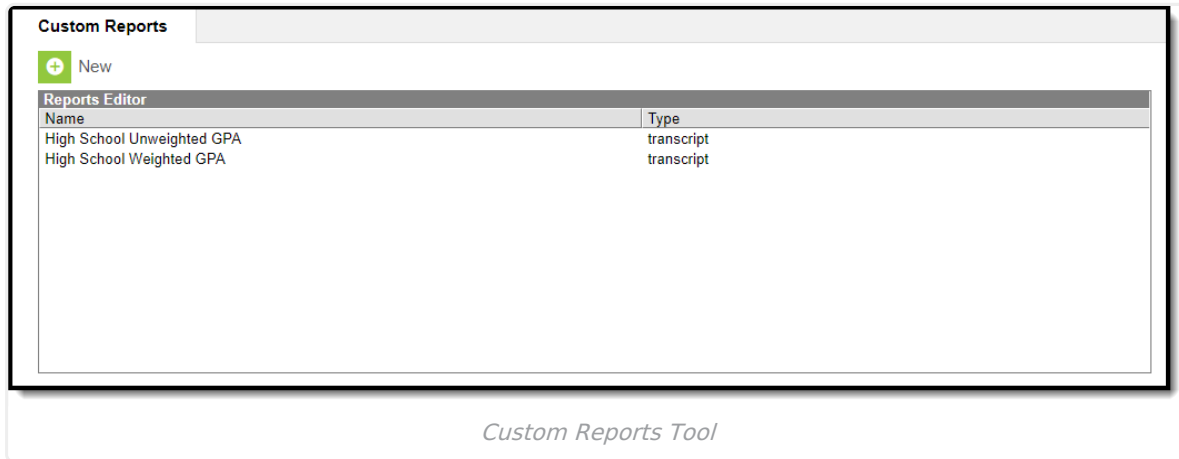 Custom Reports
New
Reports Editor
Name Type
High School Unweighted GPA transcript
High School Weighted GPA transcript
Custom Reports Tool